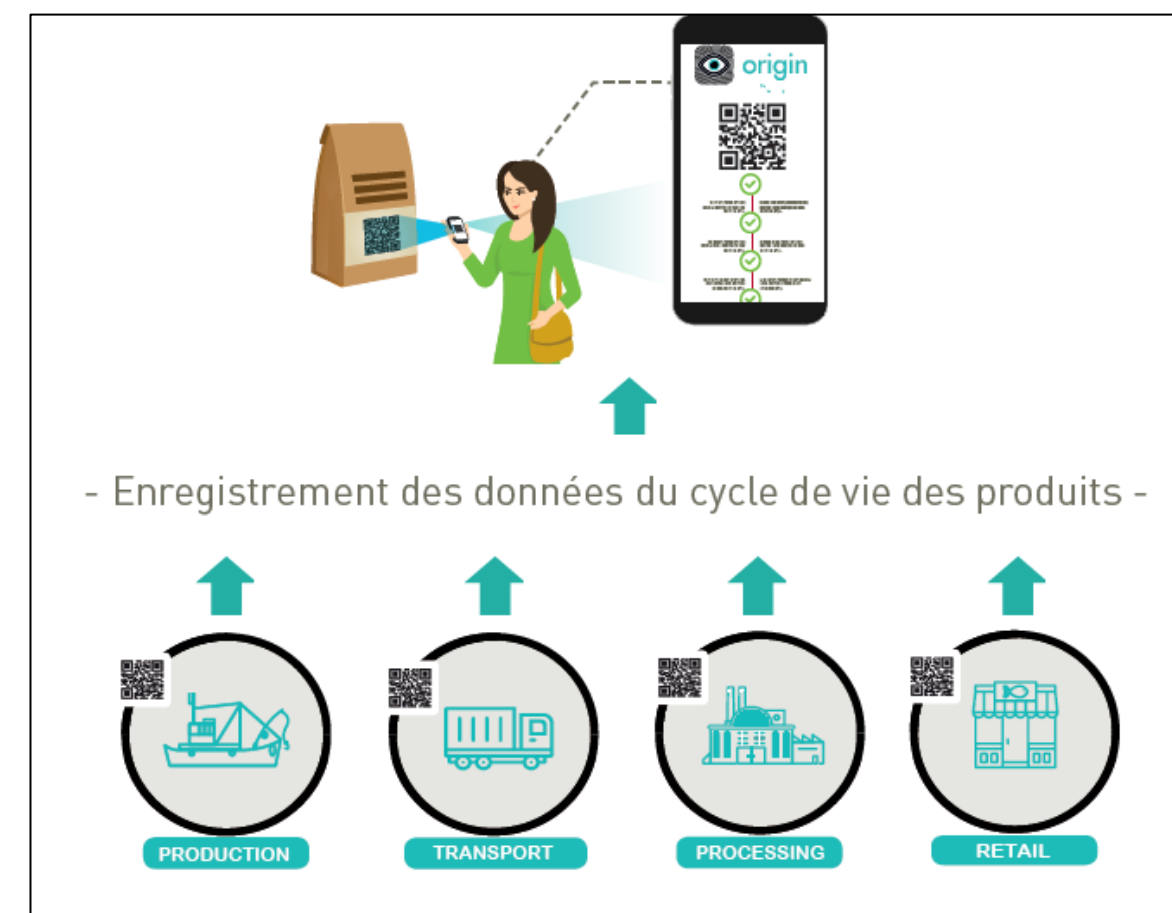 origin
- Enregistrement des données du cycle de vie des produits -
PRODUCTION
TRANSPORT
PROCESSING
RETAIL